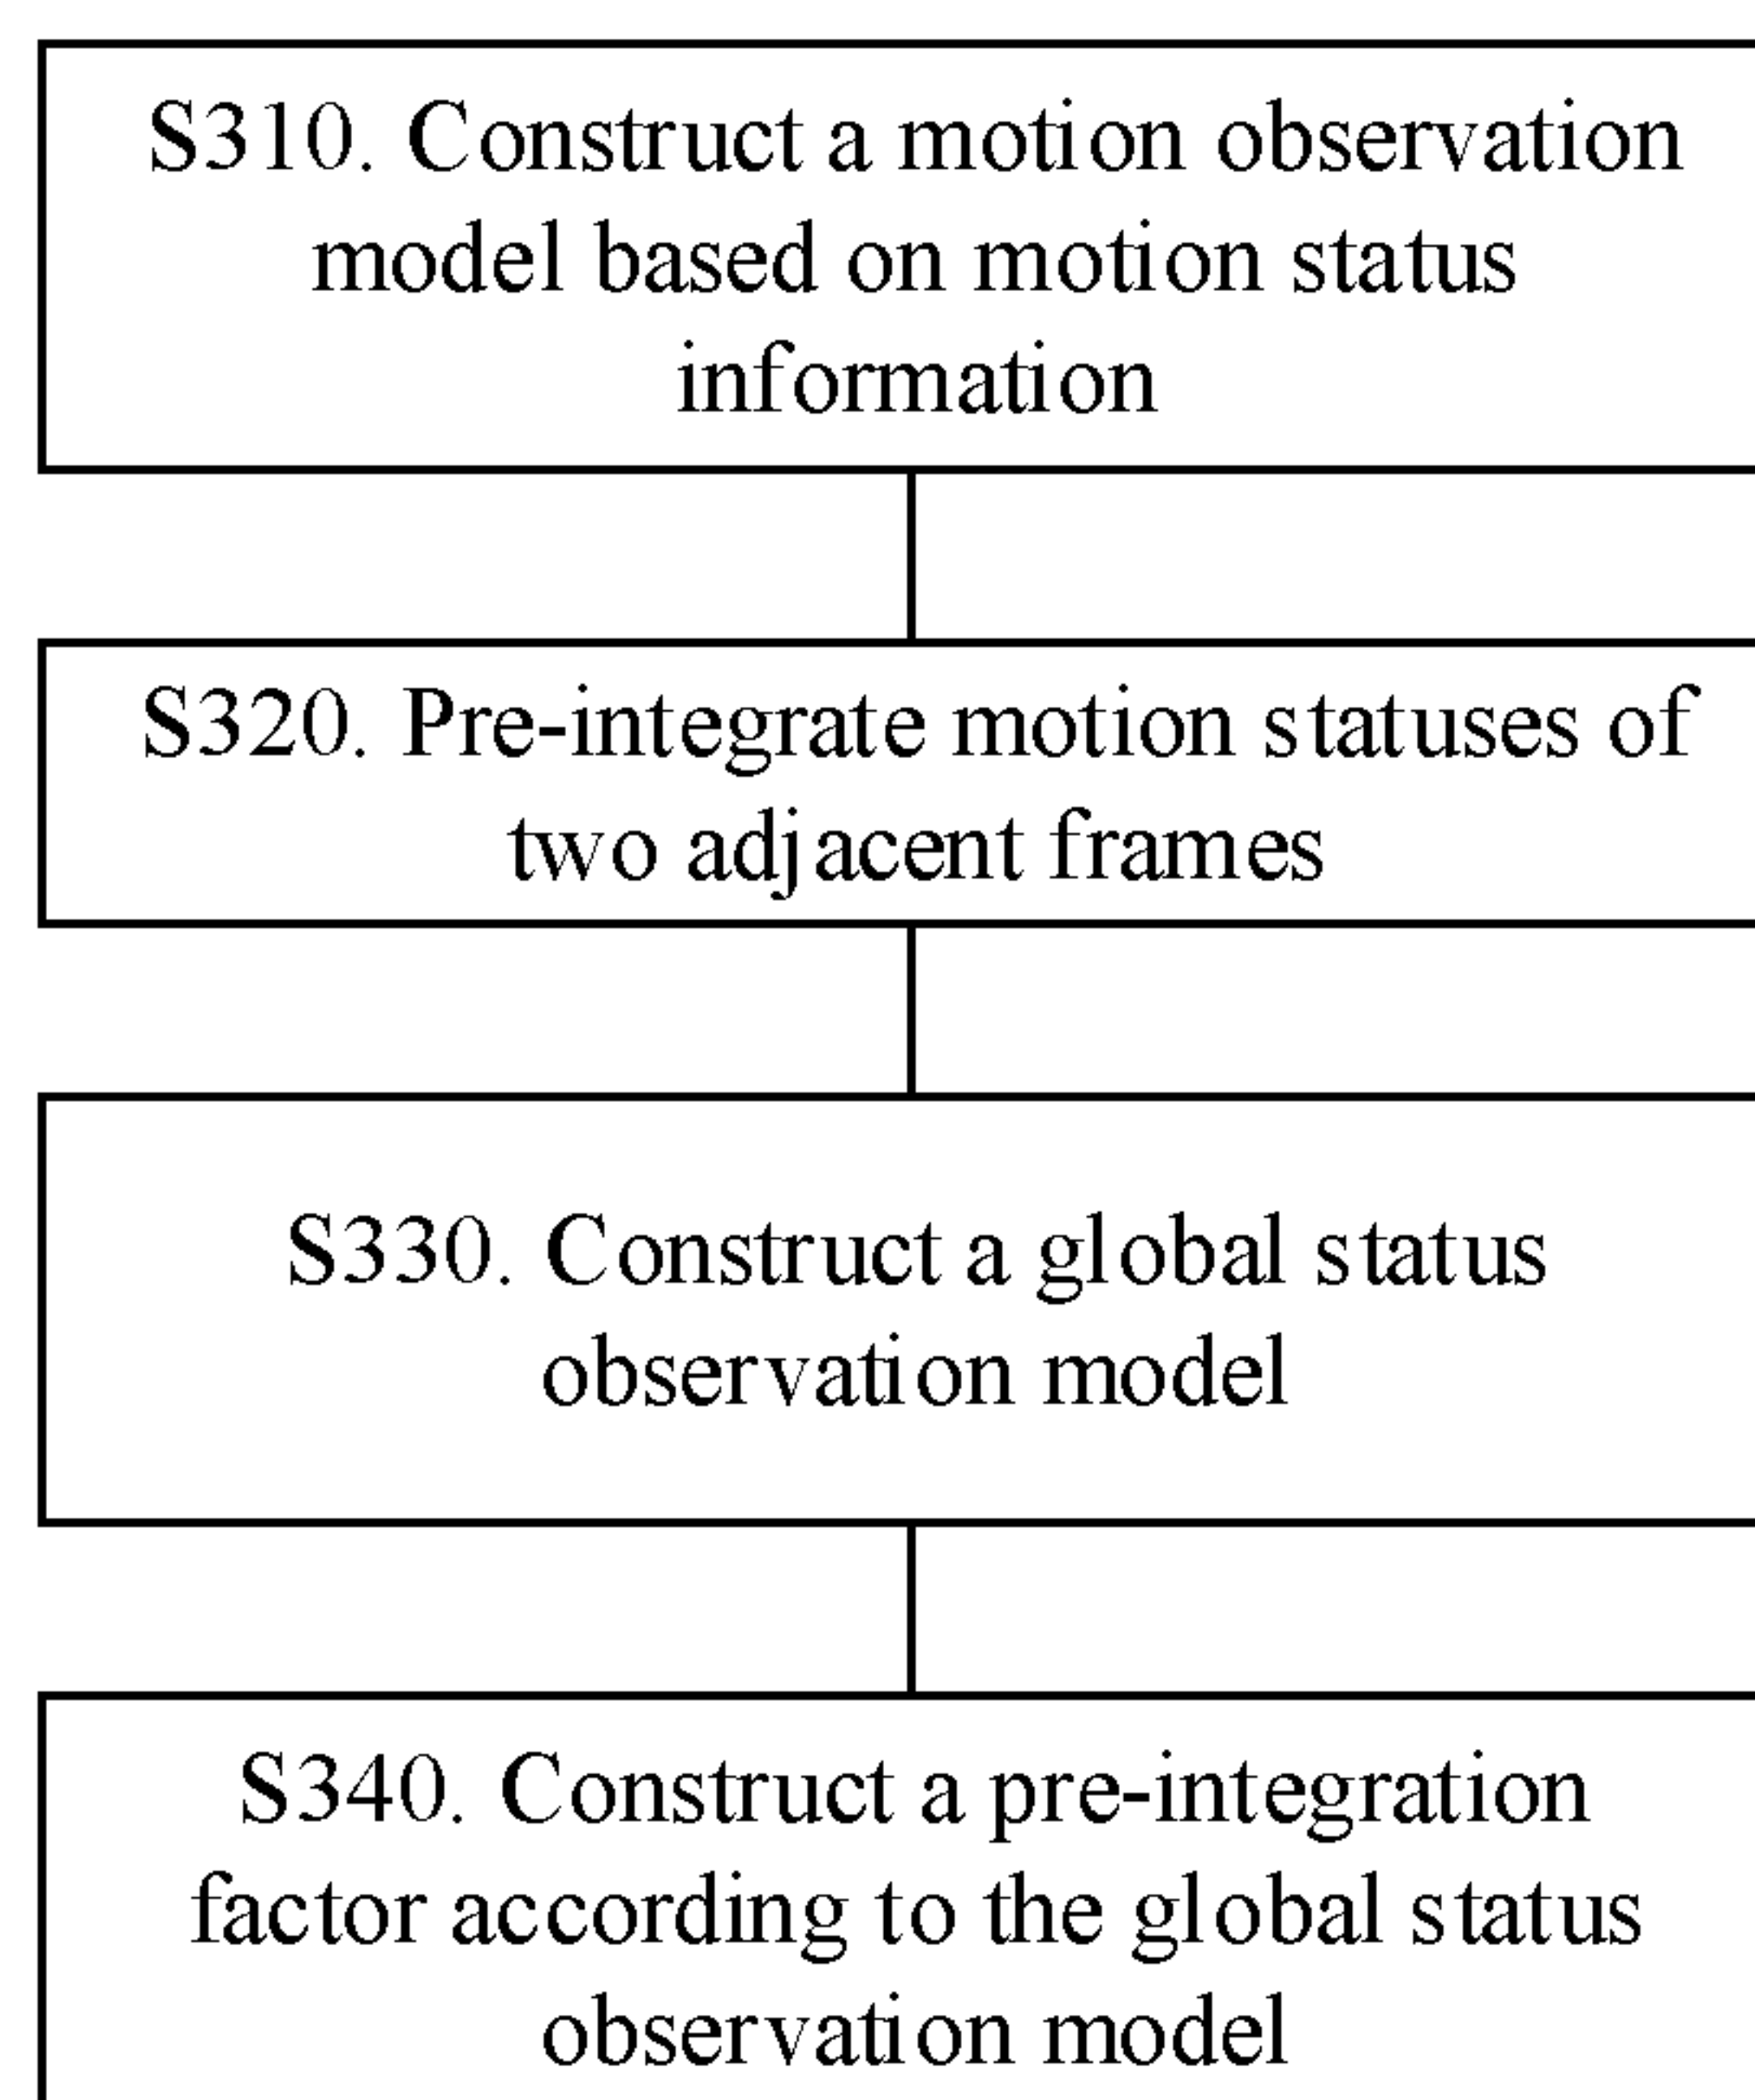 S310. Construct a motion observation
model based on motion status
information
S320. Pre-integrate motion statuses of
two adjacent frames
S330. Construct a global status
observation model
S340. Construct a pre-integration
factor according to the global status
observation model